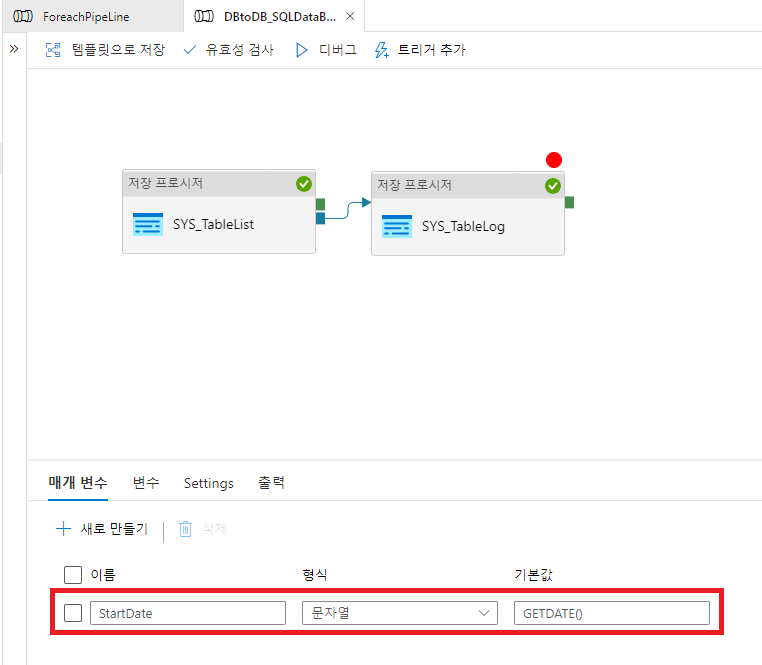 ForeachPipeLine
DBtoDB_SQLDataB...
템플릿으로 저장
유효성 검사
디버그
트리거 추가
저장 프로시저
SYS_TableList
저장 프로시저
SYS_TableLog
매개 변수
변수
Settings
출력
새로 만들기
삭제
이름
형식
기본값
StartDate
문자열
GETDATE()